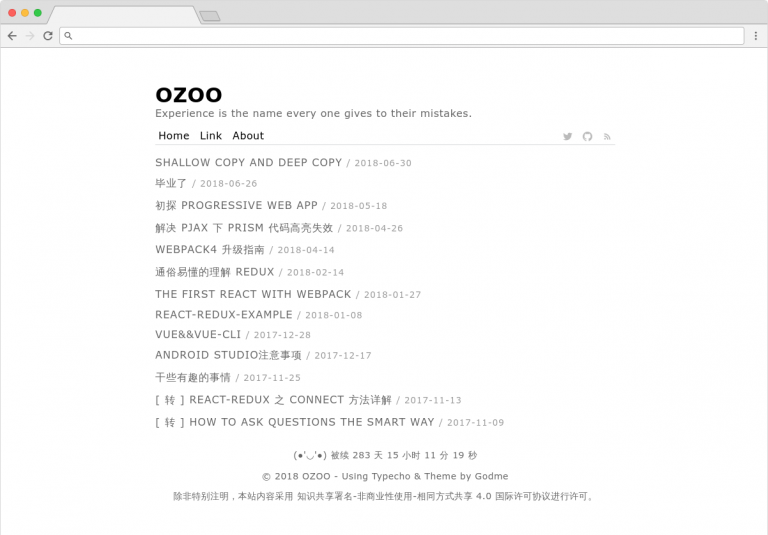 OZOO
Experience is the name every one gives to their mistakes.
Home Link About
SHALLOW COPY AND DEEP COPY / 2018-06-30
毕业了 / 2018-06-26
初探 PROGRESSIVE WEB APP / 2018-05-18
解决 PJAX 下 PRISM 代码高亮失效 / 2018-04-26
WEBPACK4 升级指南 / 2018-04-14
通俗易懂的理解 REDUX / 2018-02-14
THE FIRST REACT WITH WEBPACK / 2018-01-27
REACT-REDUX-EXAMPLE / 2018-01-08
VUE&&VUE-CLI / 2017-12-28
ANDROID STUDIO注意事项 / 2017-12-17
干些有趣的事情 / 2017-11-25
[ 转 ] REACT-REDUX 之 CONNECT 方法详解 / 2017-11-13
[ 转 ] HOW TO ASK QUESTIONS THE SMART WAY / 2017-11-09
(●'◡'●) 被续 283 天 15 小时 11 分 19 秒
© 2018 OZOO - Using Typecho & Theme by Godme
除非特别注明，本站内容采用 知识共享署名-非商业性使用-相同方式共享 4.0 国际许可协议进行许可。